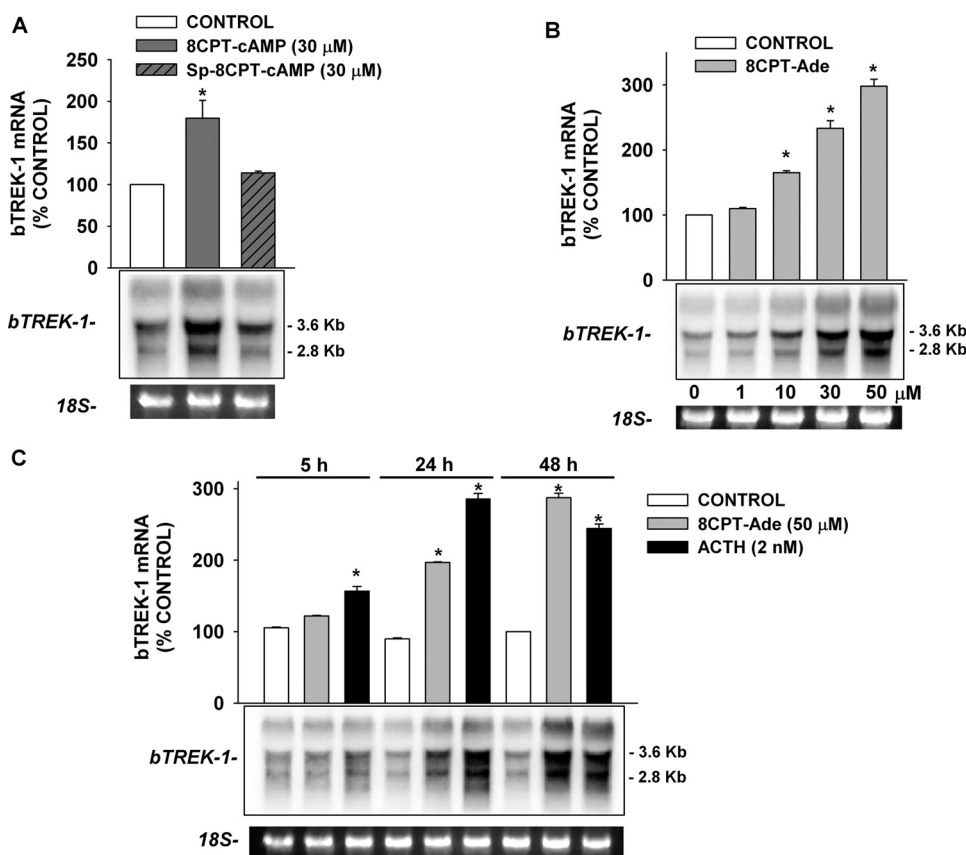 A
CONTROL
8CPT-cAMP (30 μM)
Sp-8CPT-cAMP (30 μM)
bTREK-1 mRNA
(% CONTROL)
250
200
150
100
50
0
*
bTREK-1-
- 3.6 Kb
- 2.8 Kb
18S-
B
CONTROL
8CPT-Ade
bTREK-1 mRNA
(% CONTROL)
300
200
100
0
* * *
bTREK-1-
- 3.6 Kb
- 2.8 Kb
0 1 10 30 50 μM
18S-
C
5 h 24 h 48 h
CONTROL
8CPT-Ade (50 μM)
ACTH (2 nM)
bTREK-1 mRNA
(% CONTROL)
300
200
100
0
* * * * *
bTREK-1-
- 3.6 Kb
- 2.8 Kb
18S-